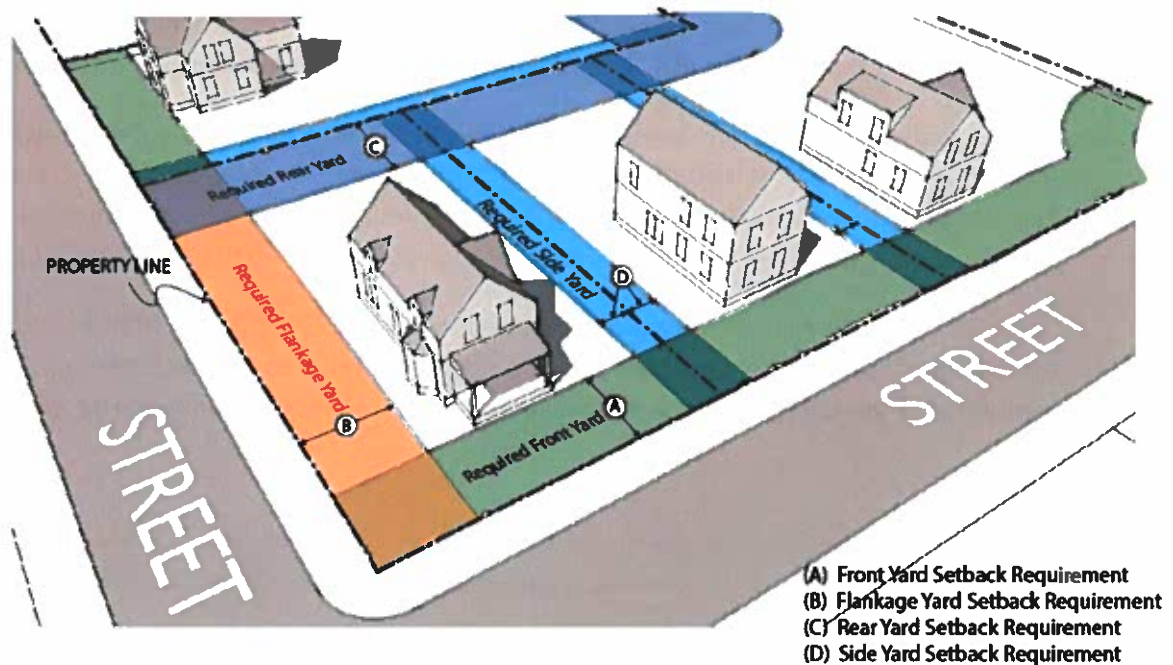 Required Rear Yard
C
PROPERTY LINE
Required Flankage Yard
B
Required Side Yard
D
Required Front Yard
A
STREET
STREET
(A) Front Yard Setback Requirement
(B) Flankage Yard Setback Requirement
(C) Rear Yard Setback Requirement
(D) Side Yard Setback Requirement